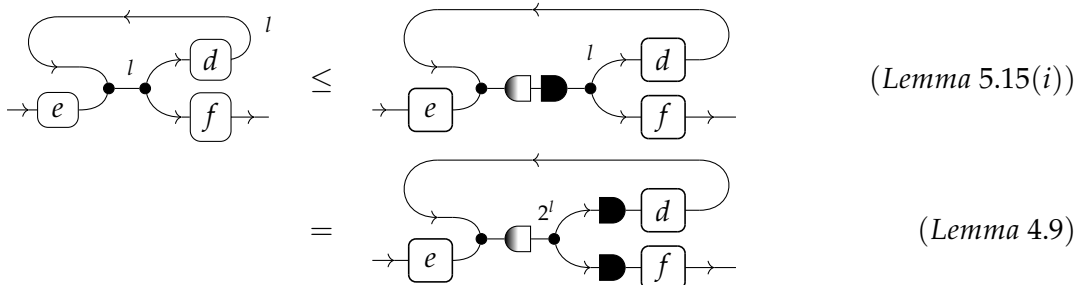 l
l d
e f
≤
l d
e f
(Lemma 5.15(i))
=
2^l d
e f
(Lemma 4.9)